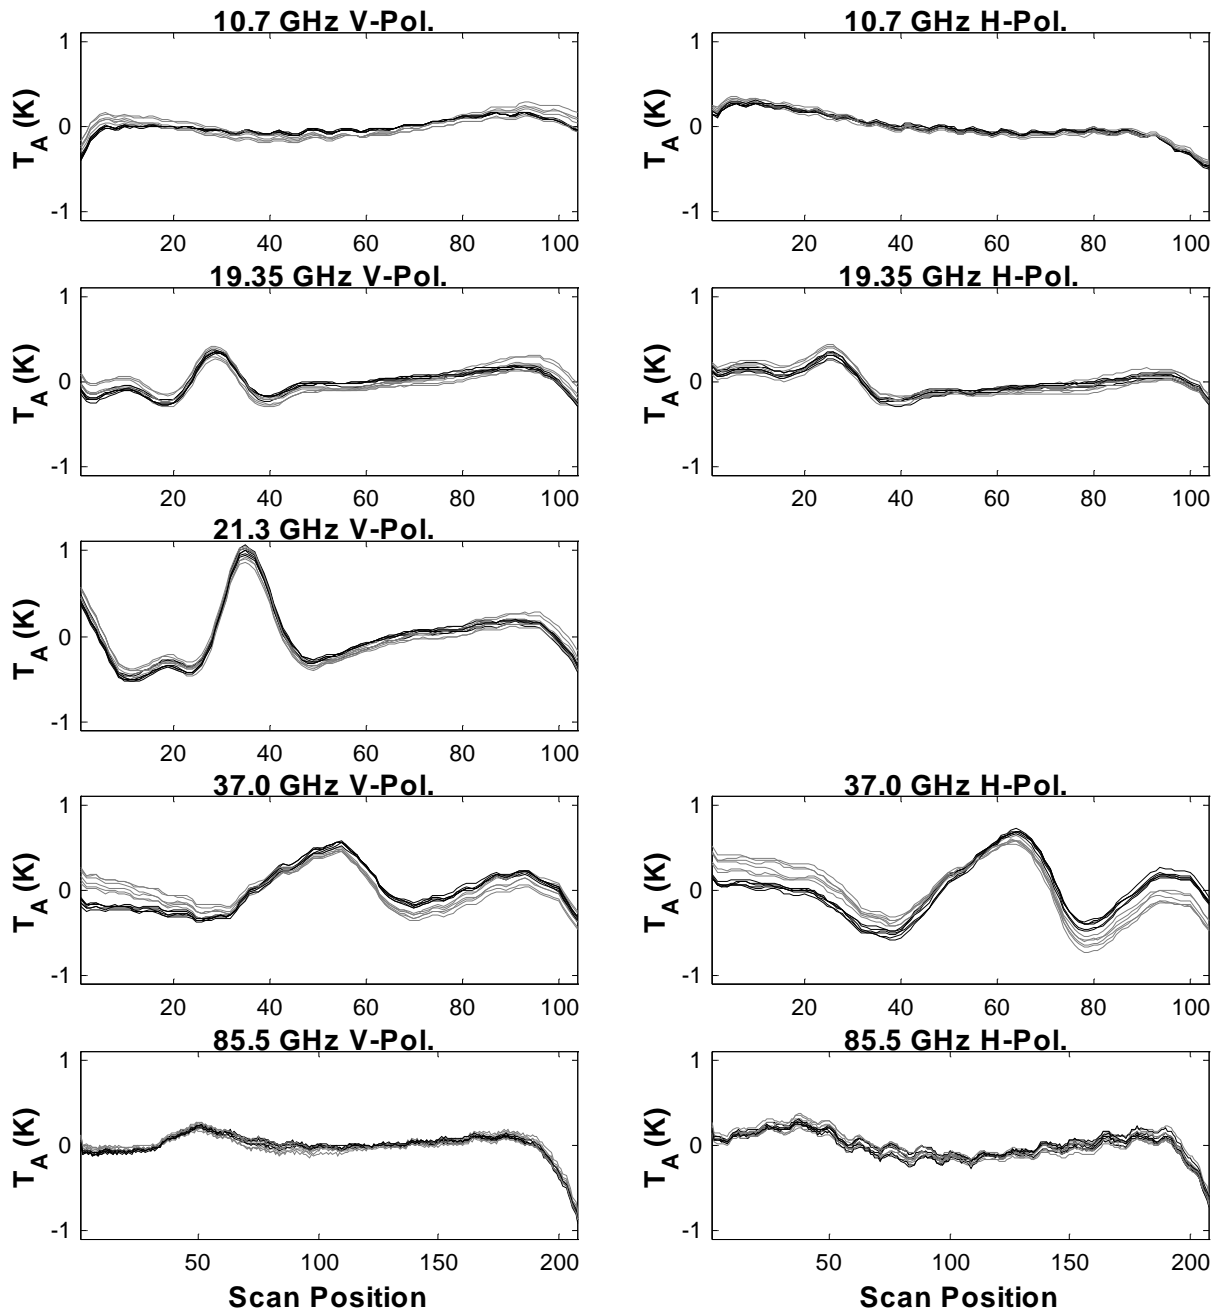 10.7 GHz V-Pol.
T_A (K)
1
0
-1
20 40 60 80 100
10.7 GHz H-Pol.
T_A (K)
1
0
-1
20 40 60 80 100
19.35 GHz V-Pol.
T_A (K)
1
0
-1
20 40 60 80 100
19.35 GHz H-Pol.
T_A (K)
1
0
-1
20 40 60 80 100
21.3 GHz V-Pol.
T_A (K)
1
0
-1
20 40 60 80 100
37.0 GHz V-Pol.
T_A (K)
1
0
-1
20 40 60 80 100
37.0 GHz H-Pol.
T_A (K)
1
0
-1
20 40 60 80 100
85.5 GHz V-Pol.
T_A (K)
1
0
-1
50 100 150 200
Scan Position
85.5 GHz H-Pol.
T_A (K)
1
0
-1
50 100 150 200
Scan Position